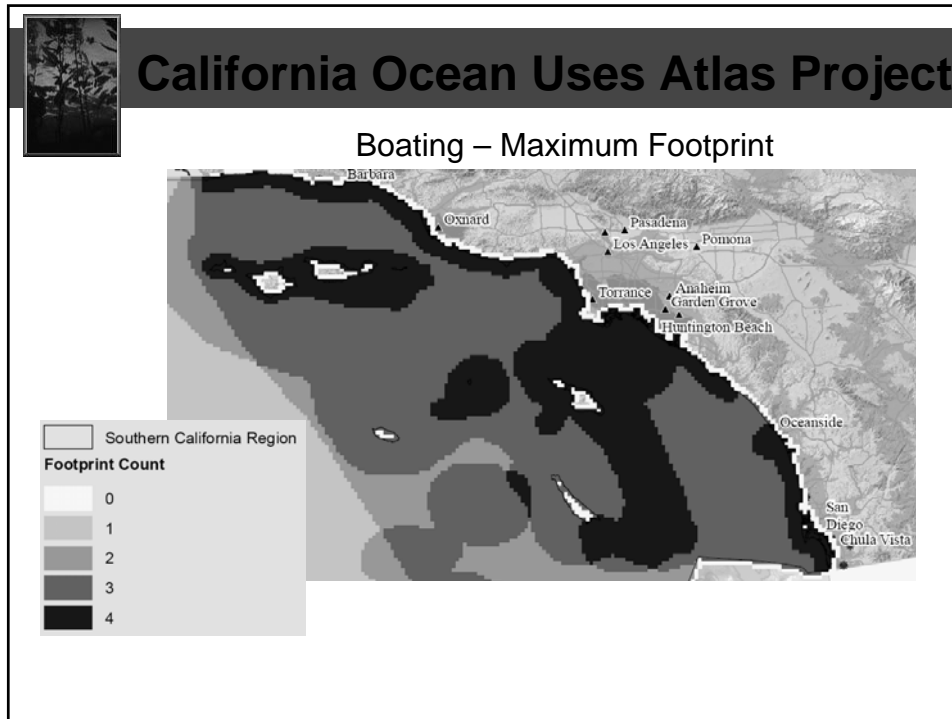 California Ocean Uses Atlas Project
Boating – Maximum Footprint
Barbara
Oxnard
Pasadena
Los Angeles
Pomona
Torrance
Anaheim
Garden Grove
Huntington Beach
Oceanside
San
Diego
Chula Vista
Southern California Region
Footprint Count
0
1
2
3
4